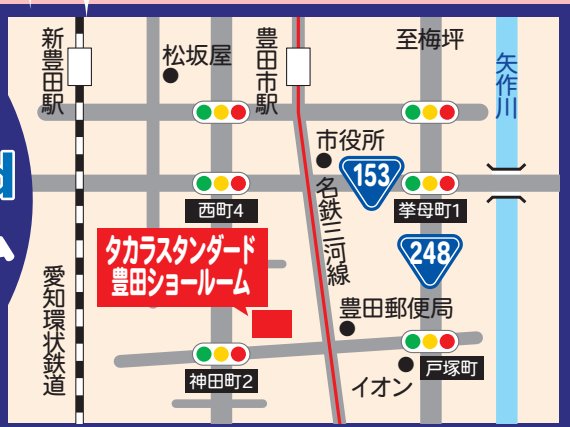 新豊田駅
松坂屋
豊田市駅
至梅坪
矢作川
市役所
153
西町4
名鉄三河線
挙母町1
248
タカラスタンダード
豊田ショールーム
愛知環状鉄道
豊田郵便局
神田町2
イオン
戸塚町